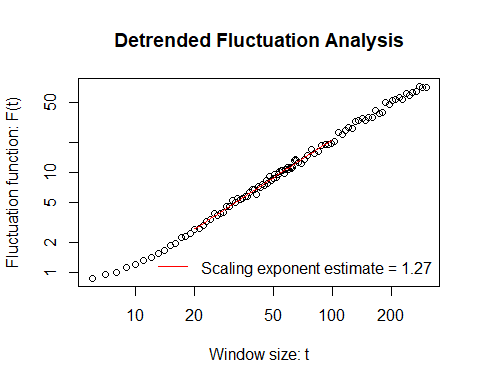 Detrended Fluctuation Analysis
Fluctuation function: F(t)
50
10
5
2
1
Scaling exponent estimate = 1.27
10 20 50 100 200
Window size: t